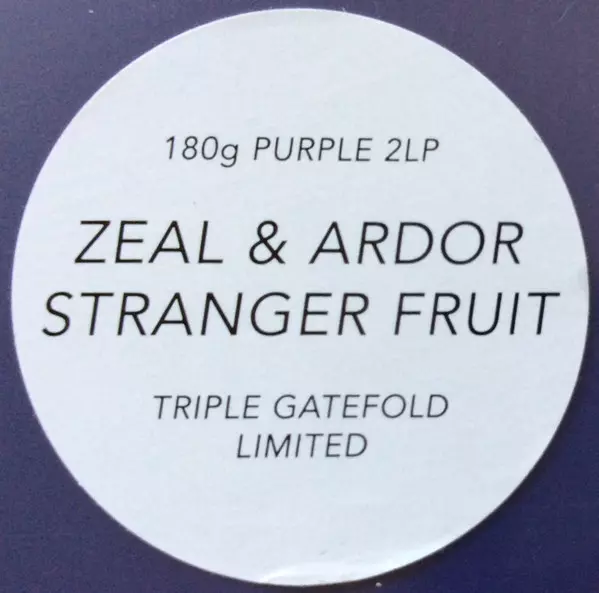 180g PURPLE 2LP
ZEAL & ARDOR
STRANGER FRUIT
TRIPLE GATEFOLD
LIMITED